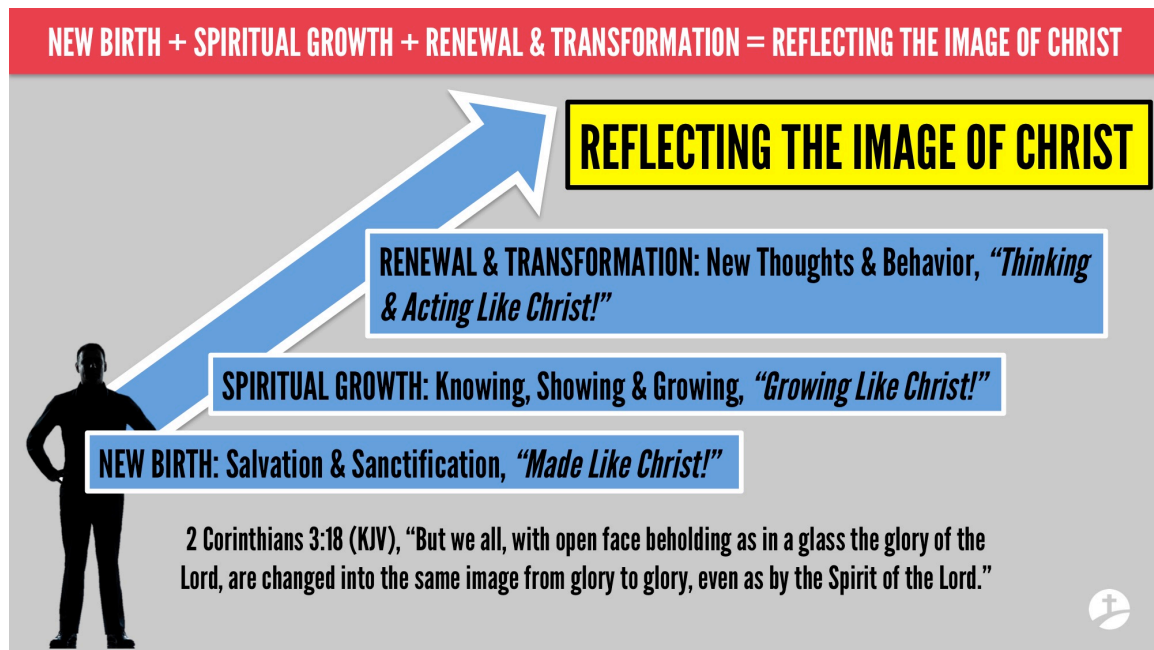 NEW BIRTH + SPIRITUAL GROWTH + RENEWAL & TRANSFORMATION = REFLECTING THE IMAGE OF CHRIST
REFLECTING THE IMAGE OF CHRIST
RENEWAL & TRANSFORMATION: New Thoughts & Behavior, “Thinking
& Acting Like Christ!”
SPIRITUAL GROWTH: Knowing, Showing & Growing, “Growing Like Christ!”
NEW BIRTH: Salvation & Sanctification, “Made Like Christ!”
2 Corinthians 3:18 (KJV), “But we all, with open face beholding as in a glass the glory of the
Lord, are changed into the same image from glory to glory, even as by the Spirit of the Lord.”